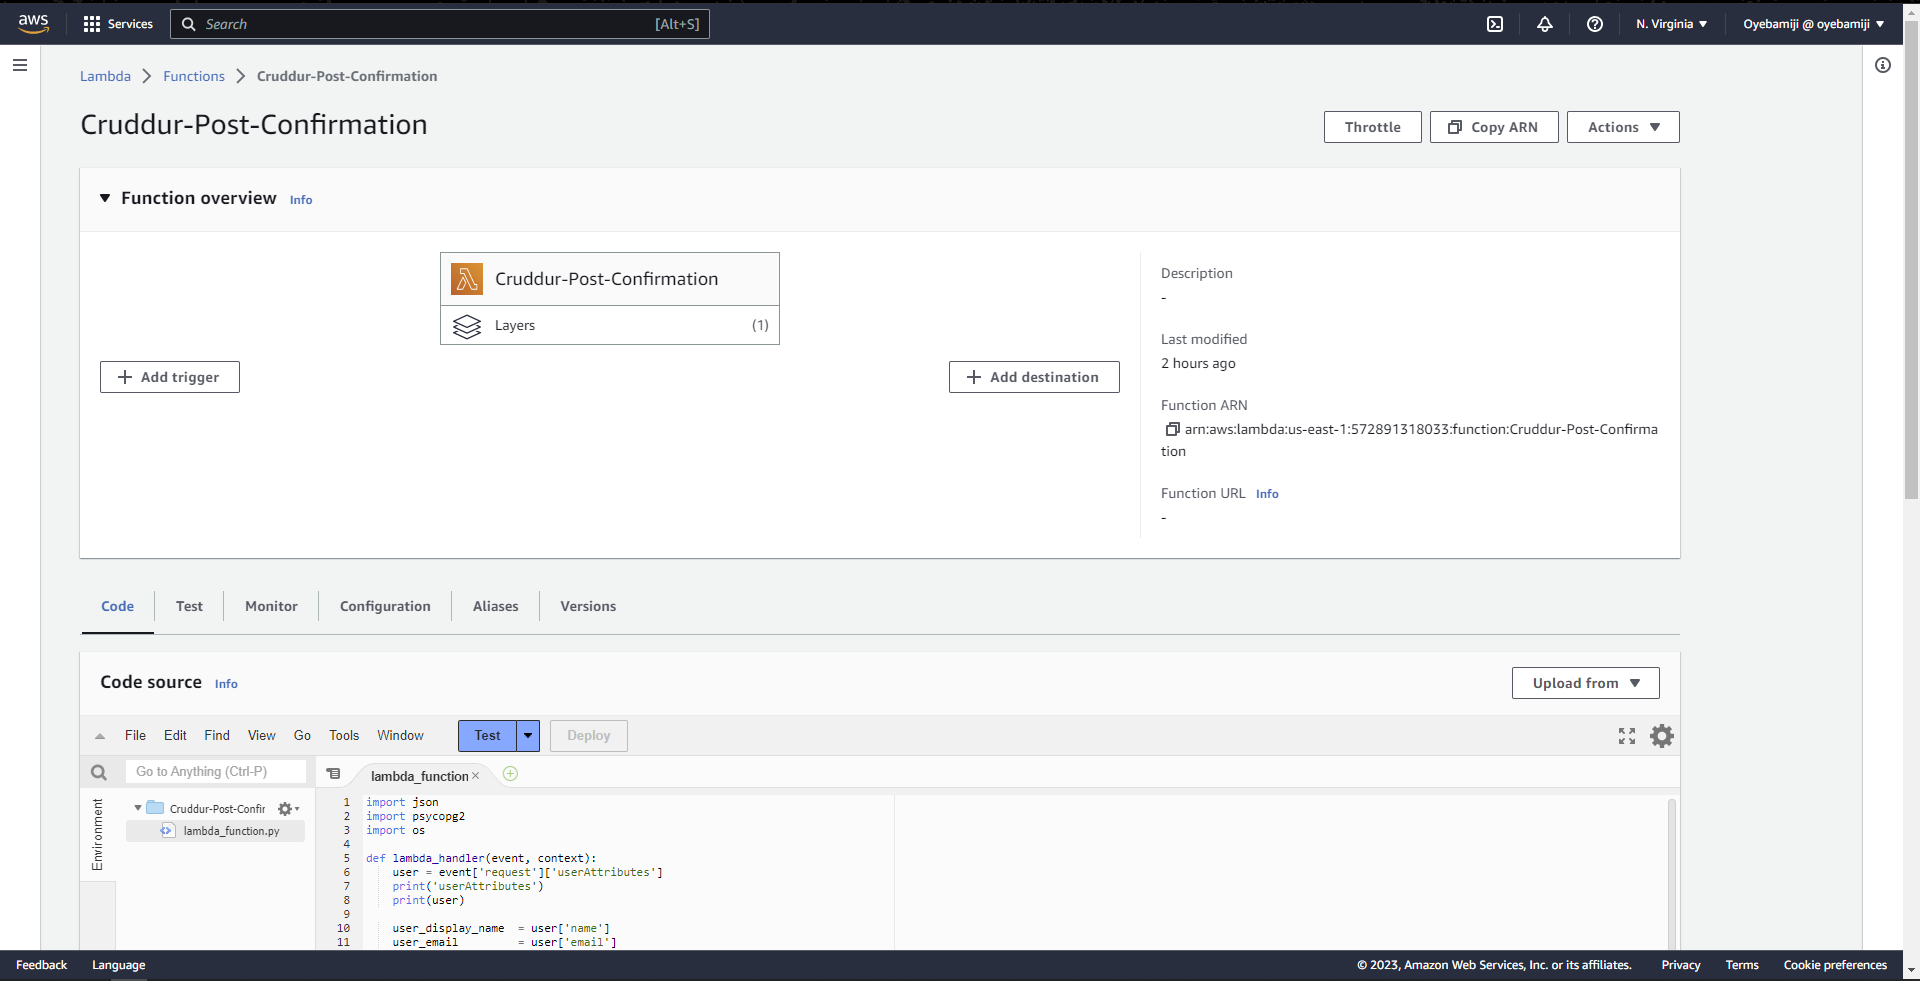 aws Services Search [Alt+S] N. Virginia Oyebamiji @ oyebamiji
Lambda Functions Cruddur-Post-Confirmation
Cruddur-Post-Confirmation
Throttle Copy ARN Actions
Function overview Info
Cruddur-Post-Confirmation
Layers (1)
Add trigger
Add destination
Description
-
Last modified
2 hours ago
Function ARN
arn:aws:lambda:us-east-1:572891318033:function:Cruddur-Post-Confirma
tion
Function URL Info
-
Code Test Monitor Configuration Aliases Versions
Code source Info
Upload from
File Edit Find View Go Tools Window Test Deploy
Go to Anything (Ctrl-P)
lambda_function
Environment
Cruddur-Post-Confir
lambda_function.py
1 import json
2 import psycopg2
3 import os
4
5 def lambda_handler(event, context):
6 user = event['request']['userAttributes']
7 print('userAttributes')
8 print(user)
9
10 user_display_name = user['name']
11 user_email = user['email']
Feedback Language © 2023, Amazon Web Services, Inc. or its affiliates. Privacy Terms Cookie preferences